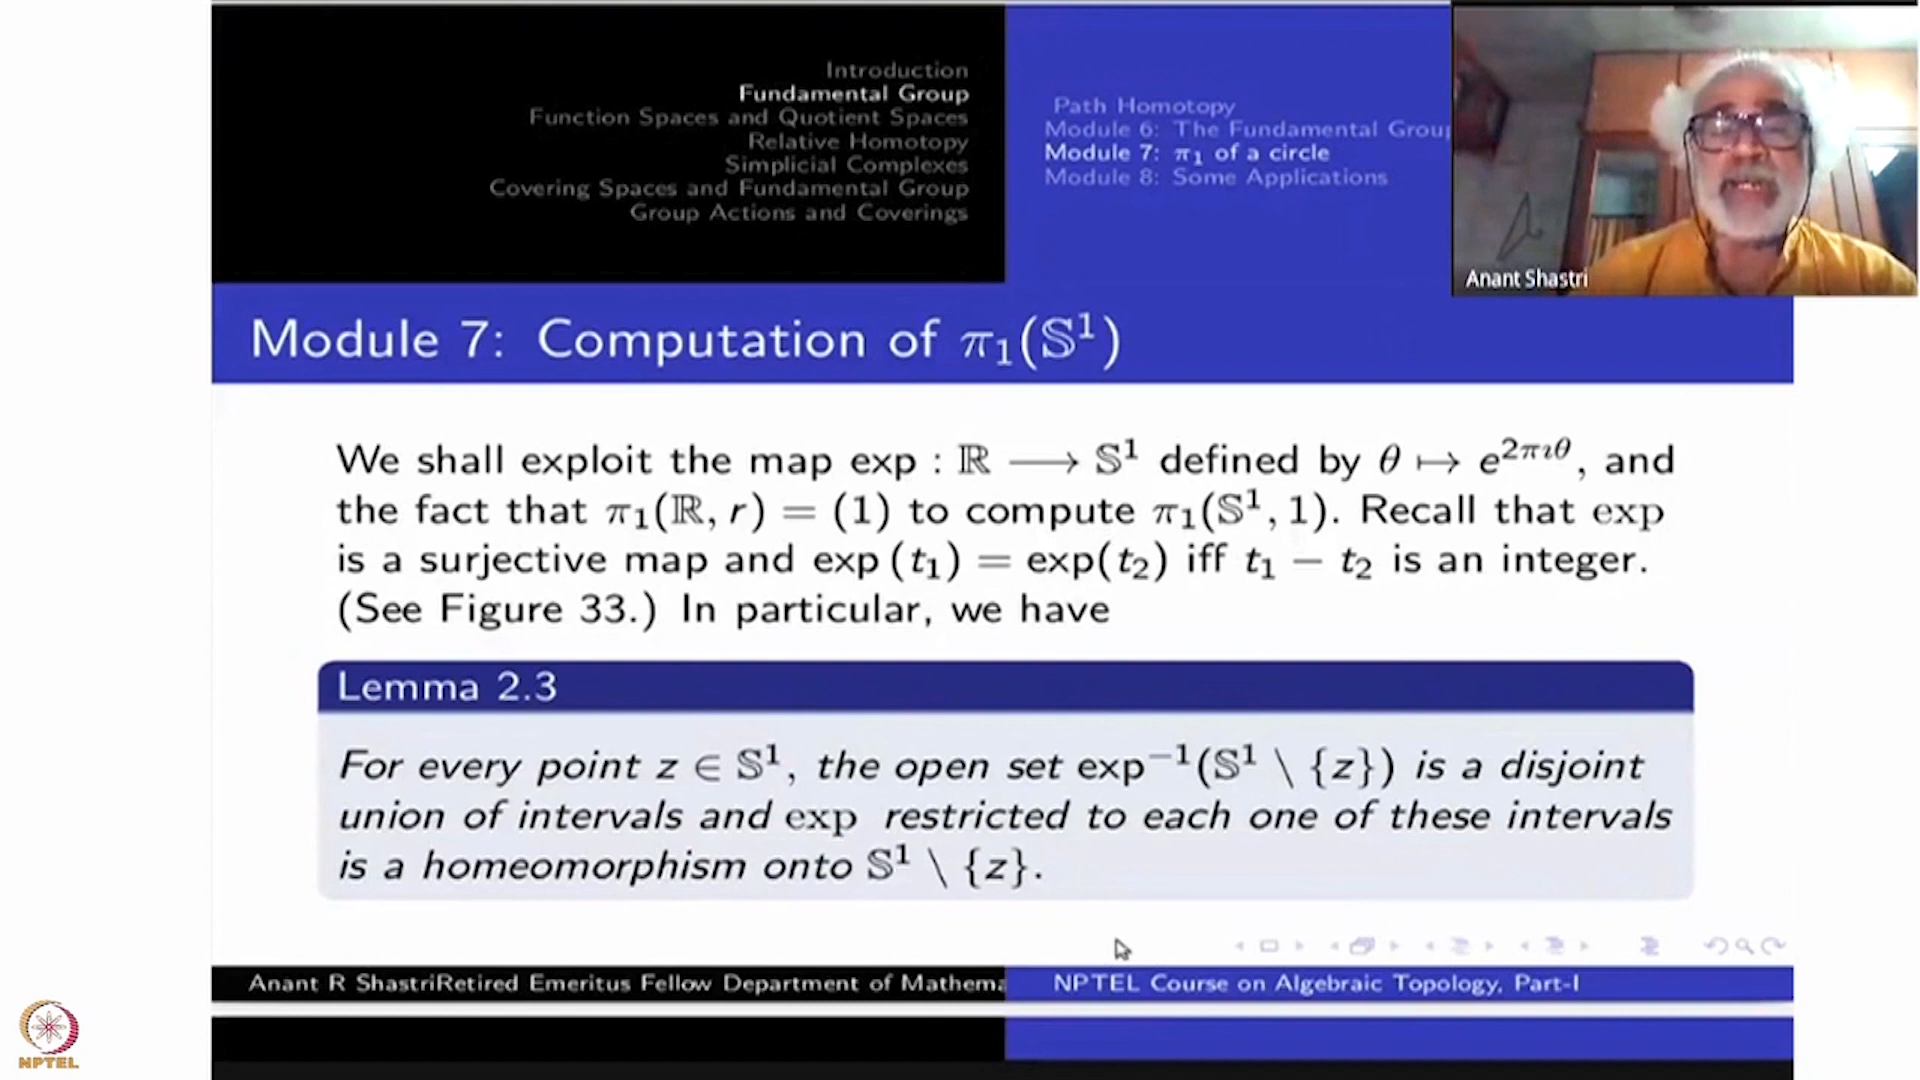 Introduction
Fundamental Group
Function Spaces and Quotient Spaces
Relative Homotopy
Simplicial Complexes
Covering Spaces and Fundamental Group
Group Actions and Coverings
Path Homotopy
Module 6: The Fundamental Group
Module 7: π₁ of a circle
Module 8: Some Applications
Anant Shastri
Module 7: Computation of π₁(𝕊¹)
We shall exploit the map exp : ℝ ⟶ 𝕊¹ defined by θ ↦ e^{2πıθ}, and
the fact that π₁(ℝ, r) = (1) to compute π₁(𝕊¹, 1). Recall that exp
is a surjective map and exp (t₁) = exp(t₂) iff t₁ − t₂ is an integer.
(See Figure 33.) In particular, we have
Lemma 2.3
For every point z ∈ 𝕊¹, the open set exp⁻¹(𝕊¹ \ {z}) is a disjoint
union of intervals and exp restricted to each one of these intervals
is a homeomorphism onto 𝕊¹ \ {z}.
Anant R ShastriRetired Emeritus Fellow Department of Mathema
NPTEL Course on Algebraic Topology, Part-I
NPTEL